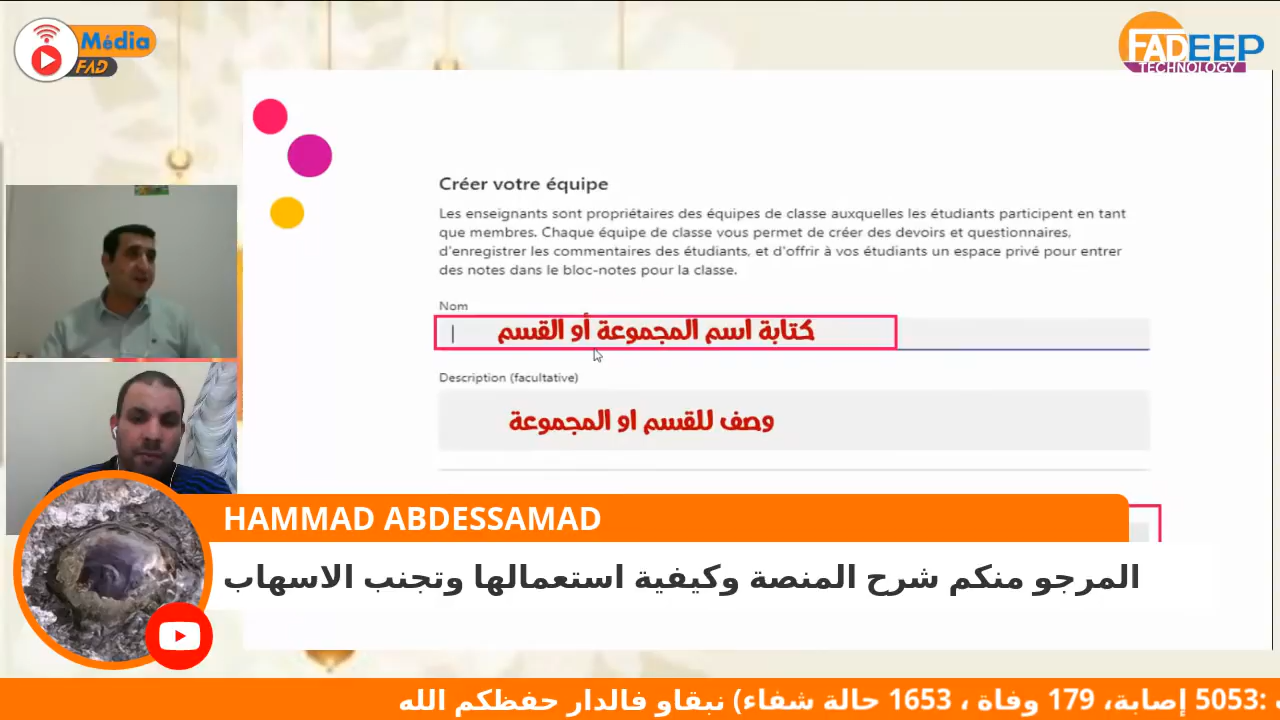 Média
FAD
FADEEP
TECHNOLOGY
Créer votre équipe
Les enseignants sont propriétaires des équipes de classe auxquelles les étudiants participent en tant
que membres. Chaque équipe de classe vous permet de créer des devoirs et questionnaires,
d'enregistrer les commentaires des étudiants, et d'offrir à vos étudiants un espace privé pour entrer
des notes dans le bloc-notes pour la classe.
Nom
كتابة اسم المجموعة أو القسم
Description (facultative)
وصف للقسم او المجموعة
HAMMAD ABDESSAMAD
المرجو منكم شرح المنصة وكيفية استعمالها وتجنب الاسهاب
:5053 إصابة، 179 وفاة ، 1653 حالة شفاء) نبقاو فالدار حفظكم الله